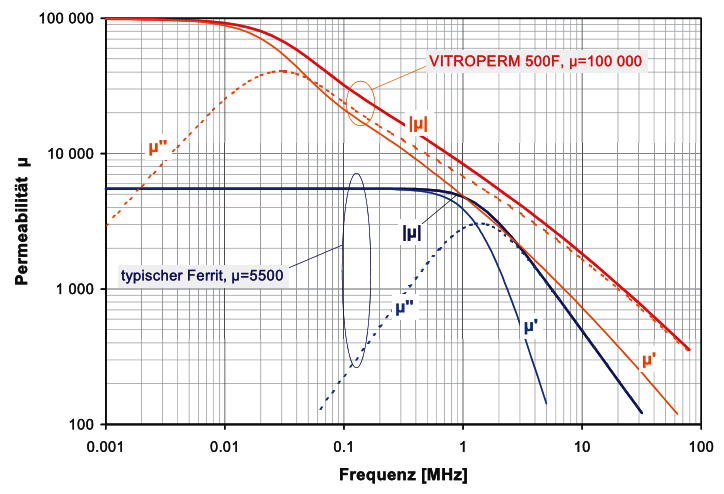 100 000
10 000
1 000
100
Permeabilität µ
VITROPERM 500F, µ=100 000
|µ|
µ"
|µ|
typischer Ferrit, µ=5500
µ"
µ'
µ'
0.001
0.01
0.1
1
10
100
Frequenz [MHz]